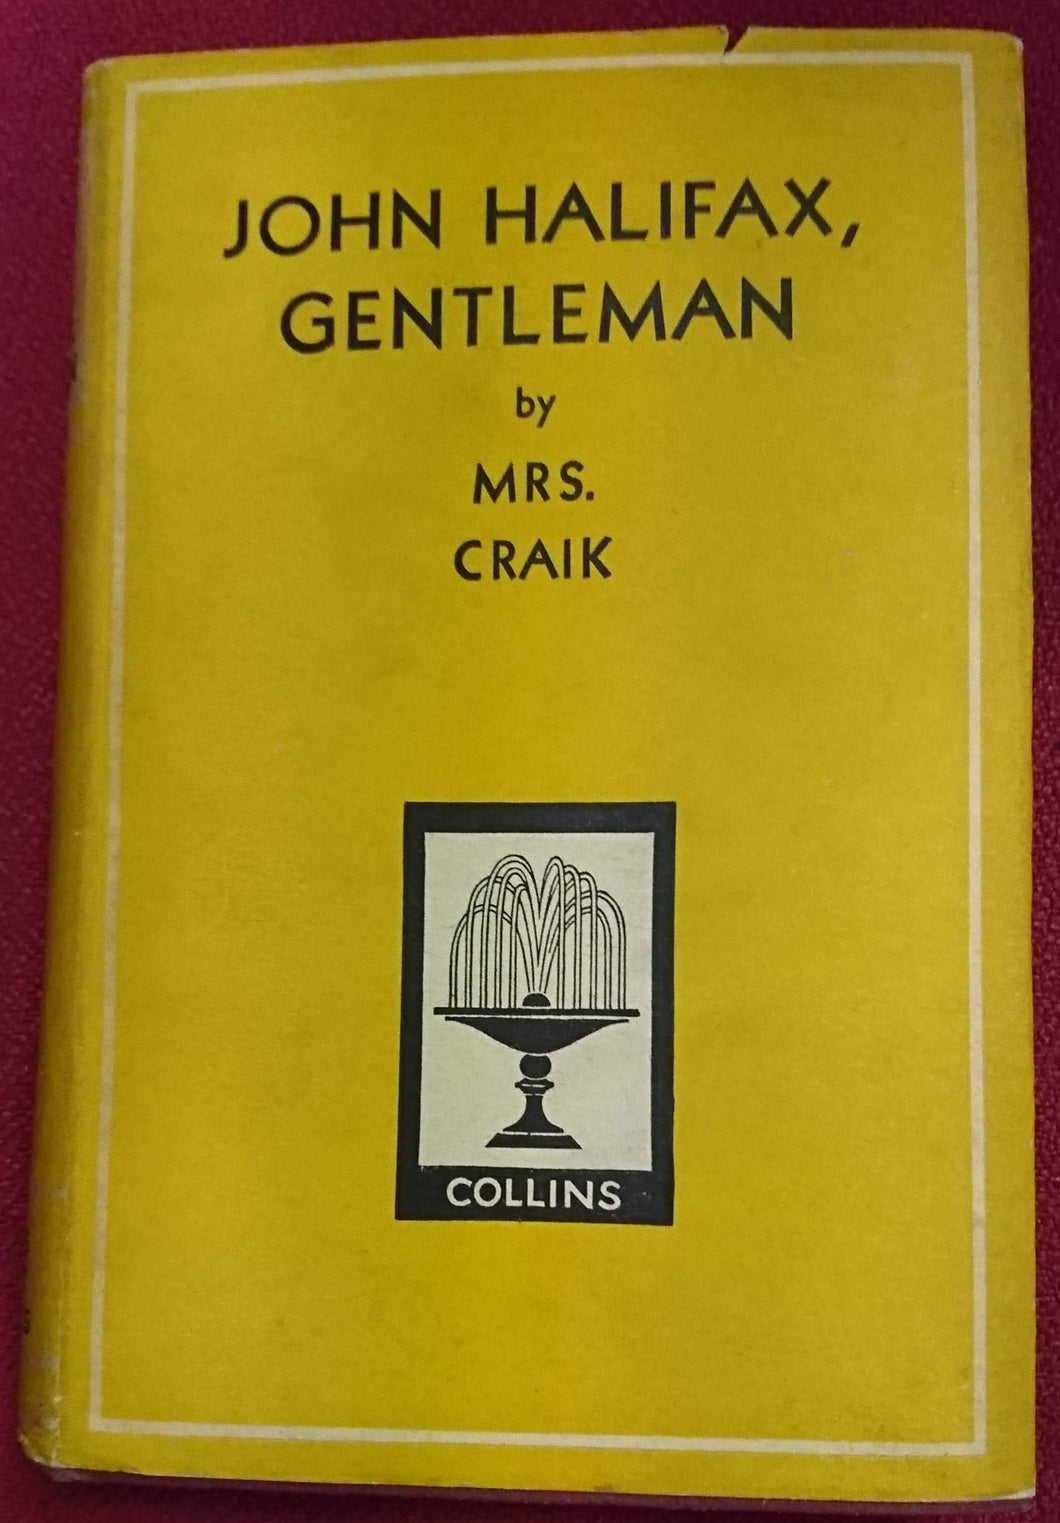 JOHN HALIFAX,
GENTLEMAN
by
MRS.
CRAIK
COLLINS